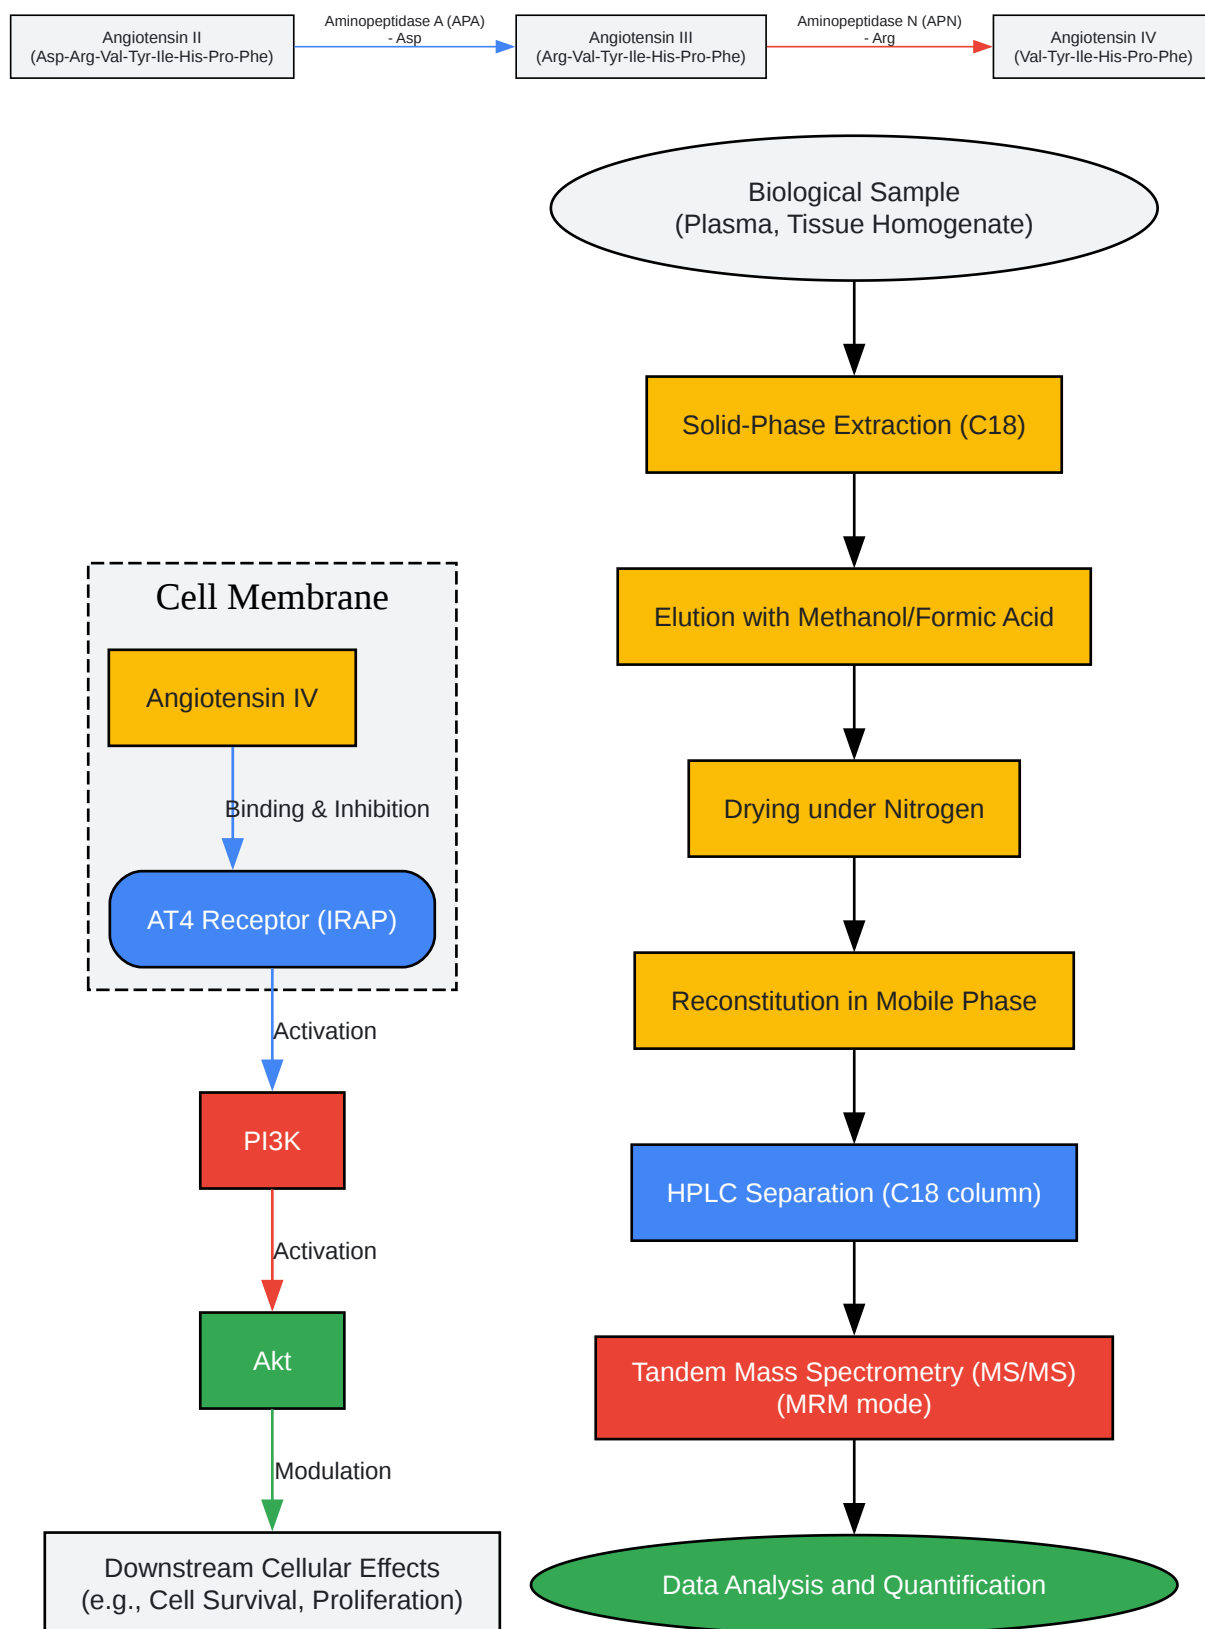 Angiotensin II
(Asp-Arg-Val-Tyr-Ile-His-Pro-Phe)
Aminopeptidase A (APA)
- Asp
Angiotensin III
(Arg-Val-Tyr-Ile-His-Pro-Phe)
Aminopeptidase N (APN)
- Arg
Angiotensin IV
(Val-Tyr-Ile-His-Pro-Phe)
Cell Membrane
Angiotensin IV
Binding & Inhibition
AT4 Receptor (IRAP)
Activation
PI3K
Activation
Akt
Modulation
Downstream Cellular Effects
(e.g., Cell Survival, Proliferation)
Biological Sample
(Plasma, Tissue Homogenate)
Solid-Phase Extraction (C18)
Elution with Methanol/Formic Acid
Drying under Nitrogen
Reconstitution in Mobile Phase
HPLC Separation (C18 column)
Tandem Mass Spectrometry (MS/MS)
(MRM mode)
Data Analysis and Quantification